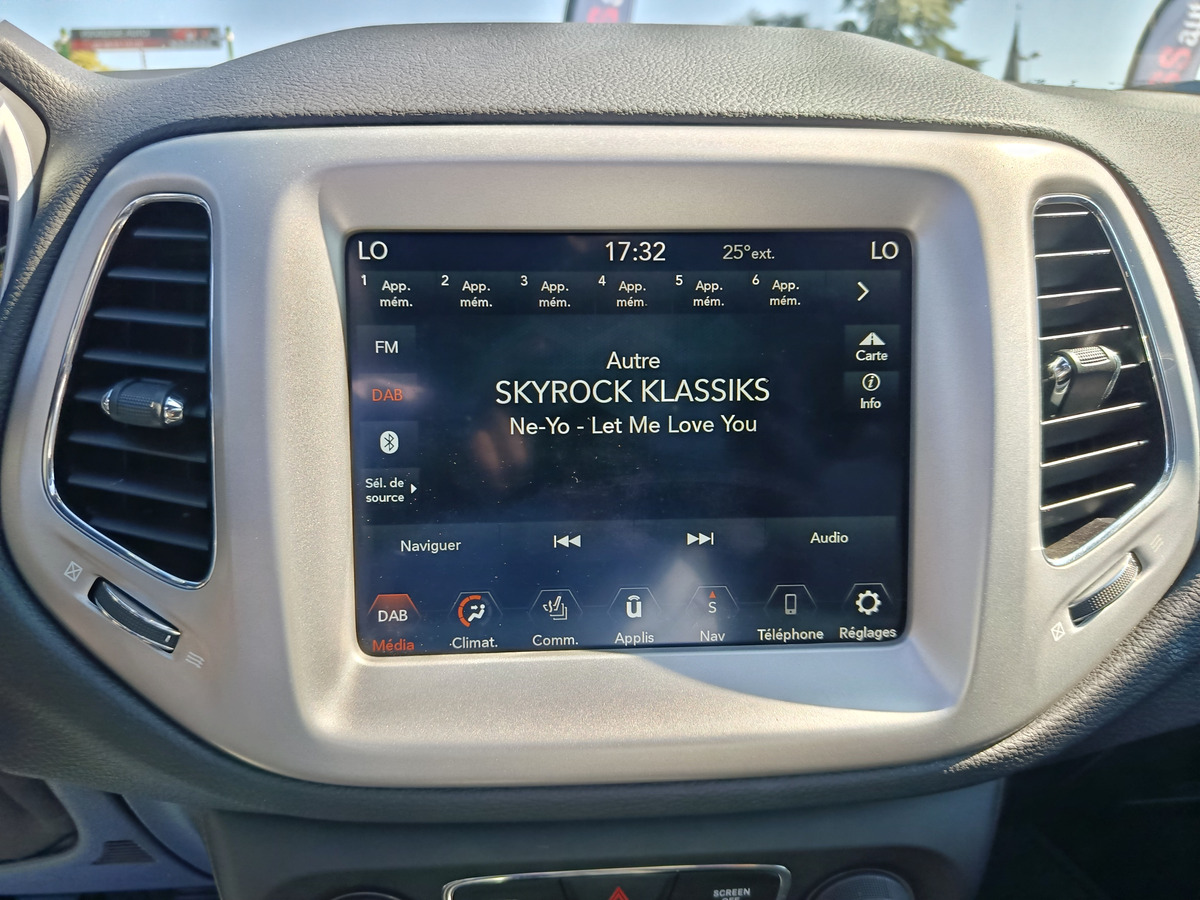 LO
17:32
25°ext.
LO
1 App. mém.
2 App. mém.
3 App. mém.
4 App. mém.
5 App. mém.
6 App. mém.
FM
DAB
Sél. de
source
Autre
SKYROCK KLASSIKS
Ne-Yo - Let Me Love You
Carte
Info
Naviguer
Audio
DAB
Média
Climat.
Comm.
Applis
S
Nav
Téléphone
Réglages
SCREEN
OFF